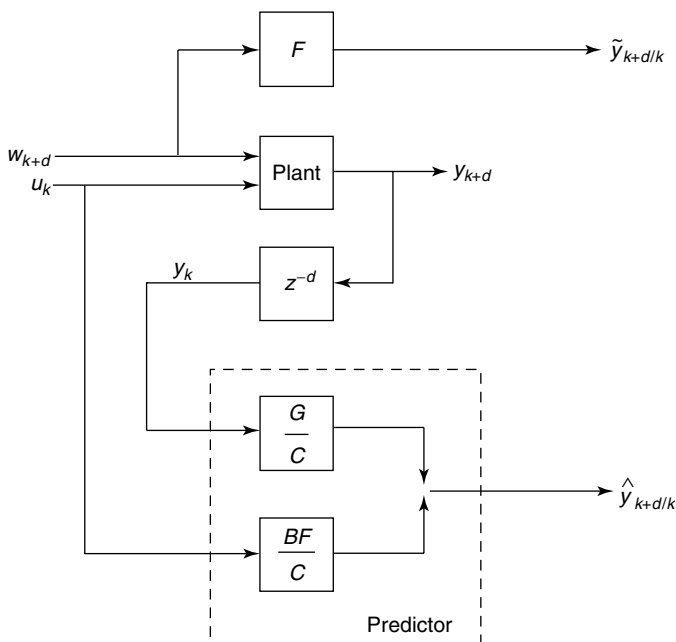 F
ỹk+d/k
wk+d
uk
Plant
yk+d
yk
z−d
G
C
ŷk+d/k
BF
C
Predictor